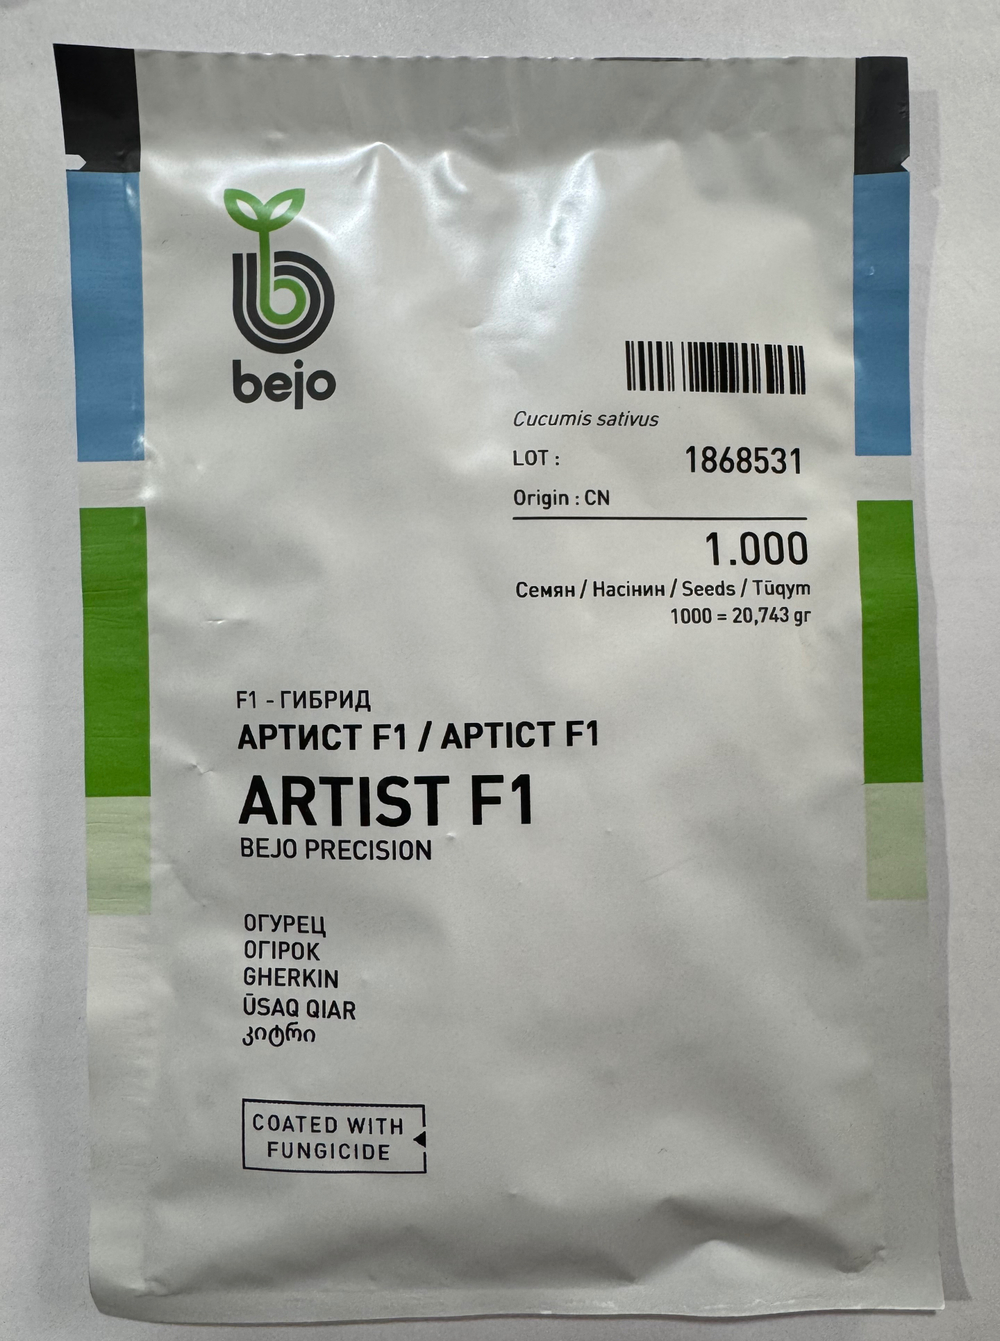 bejo
Cucumis sativus
LOT : 1868531
Origin : CN
1.000
Семян / Насінин / Seeds / Tūqym
1000 = 20,743 gr
F1 - ГИБРИД
АРТИСТ F1 / АРТІСТ F1
ARTIST F1
BEJO PRECISION
ОГУРЕЦ
ОГІРОК
GHERKIN
ŪSAQ QIAR
კიტრი
COATED WITH
FUNGICIDE